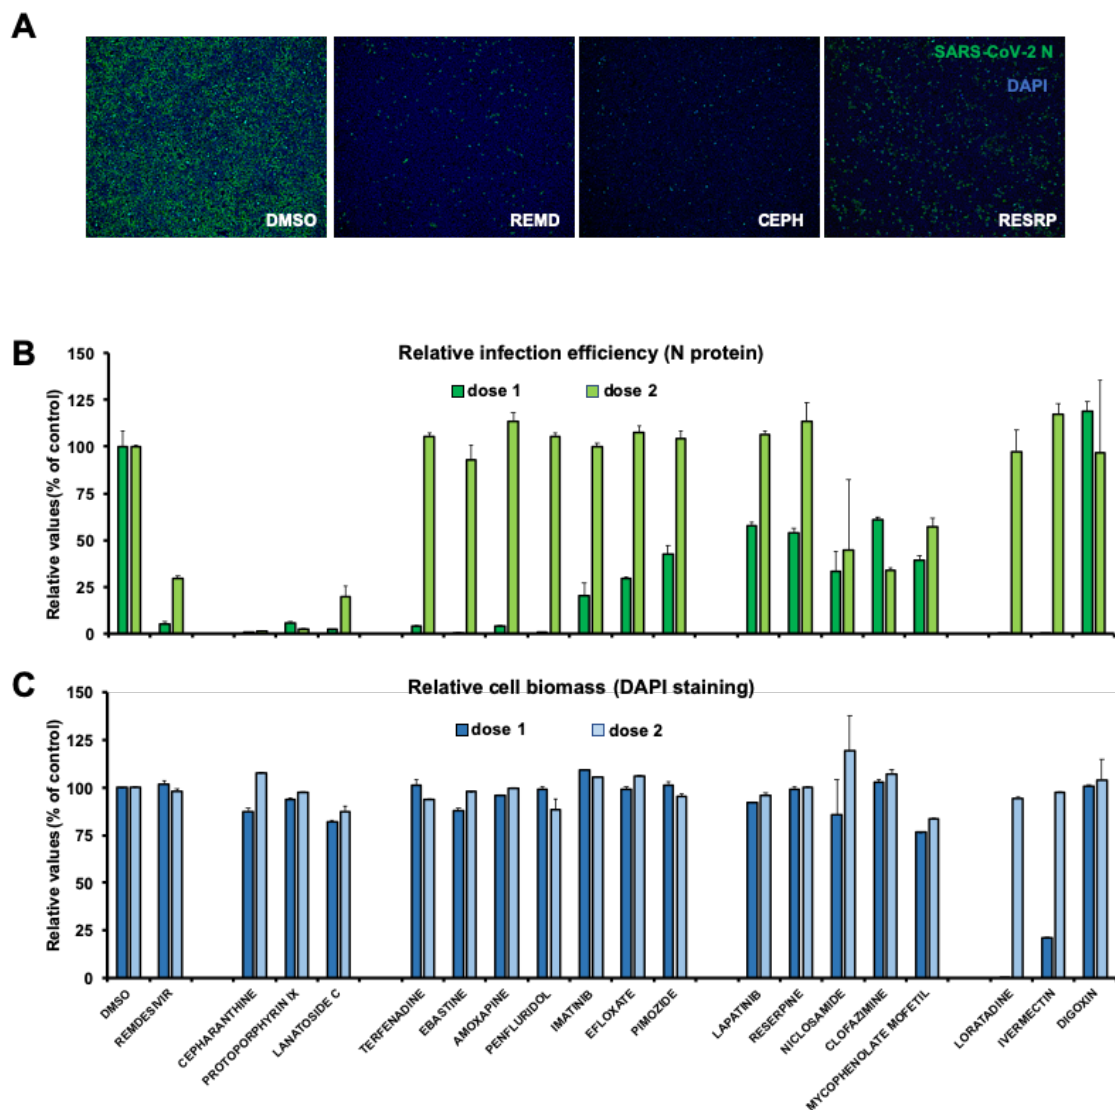 A
SARS-CoV-2 N
DAPI
DMSO
REMD
CEPH
RESRP
B
Relative infection efficiency (N protein)
dose 1
dose 2
Relative values(% of control)
150
125
100
75
50
25
0
C
Relative cell biomass (DAPI staining)
dose 1
dose 2
Relative values (% of control)
150
125
100
75
50
25
0
DMSO
REMDESIVIR
CEPHARANTHINE
PROTOPORPHYRIN IX
LANATOSIDE C
TERFENADINE
EBASTINE
AMOXAPINE
PENFLURIDOL
IMATINIB
EFLOXATE
PIMOZIDE
LAPATINIB
RESERPINE
NICLOSAMIDE
CLOFAZIMINE
MYCOPHENOLATE MOFETIL
LORATADINE
IVERMECTIN
DIGOXIN